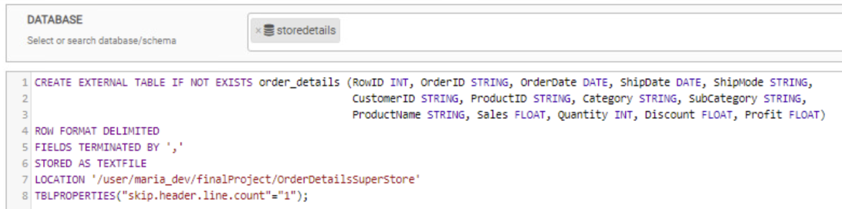 DATABASE
Select or search database/schema
× storedetails
1 CREATE EXTERNAL TABLE IF NOT EXISTS order_details (RowID INT, OrderID STRING, OrderDate DATE, ShipDate DATE, ShipMode STRING,
2 CustomerID STRING, ProductID STRING, Category STRING, SubCategory STRING,
3 ProductName STRING, Sales FLOAT, Quantity INT, Discount FLOAT, Profit FLOAT)
4 ROW FORMAT DELIMITED
5 FIELDS TERMINATED BY ','
6 STORED AS TEXTFILE
7 LOCATION '/user/maria_dev/finalProject/OrderDetailsSuperStore'
8 TBLPROPERTIES("skip.header.line.count"="1");